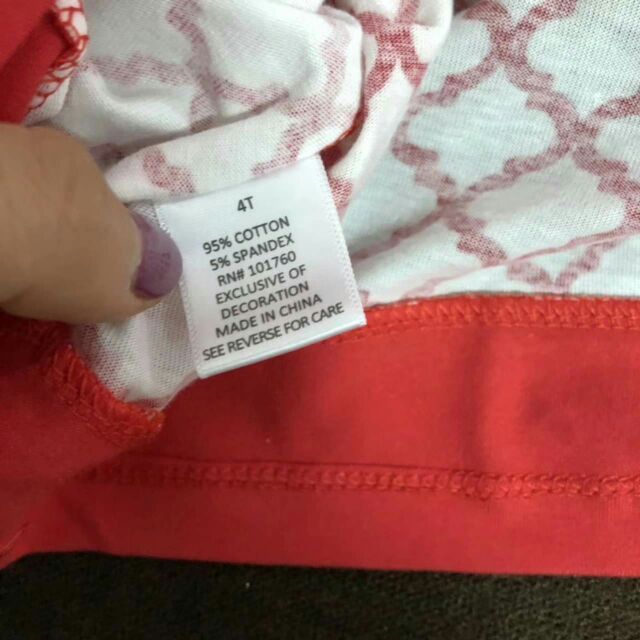 4T
95% COTTON
5% SPANDEX
RN# 101760
EXCLUSIVE OF
DECORATION
MADE IN CHINA
SEE REVERSE FOR CARE